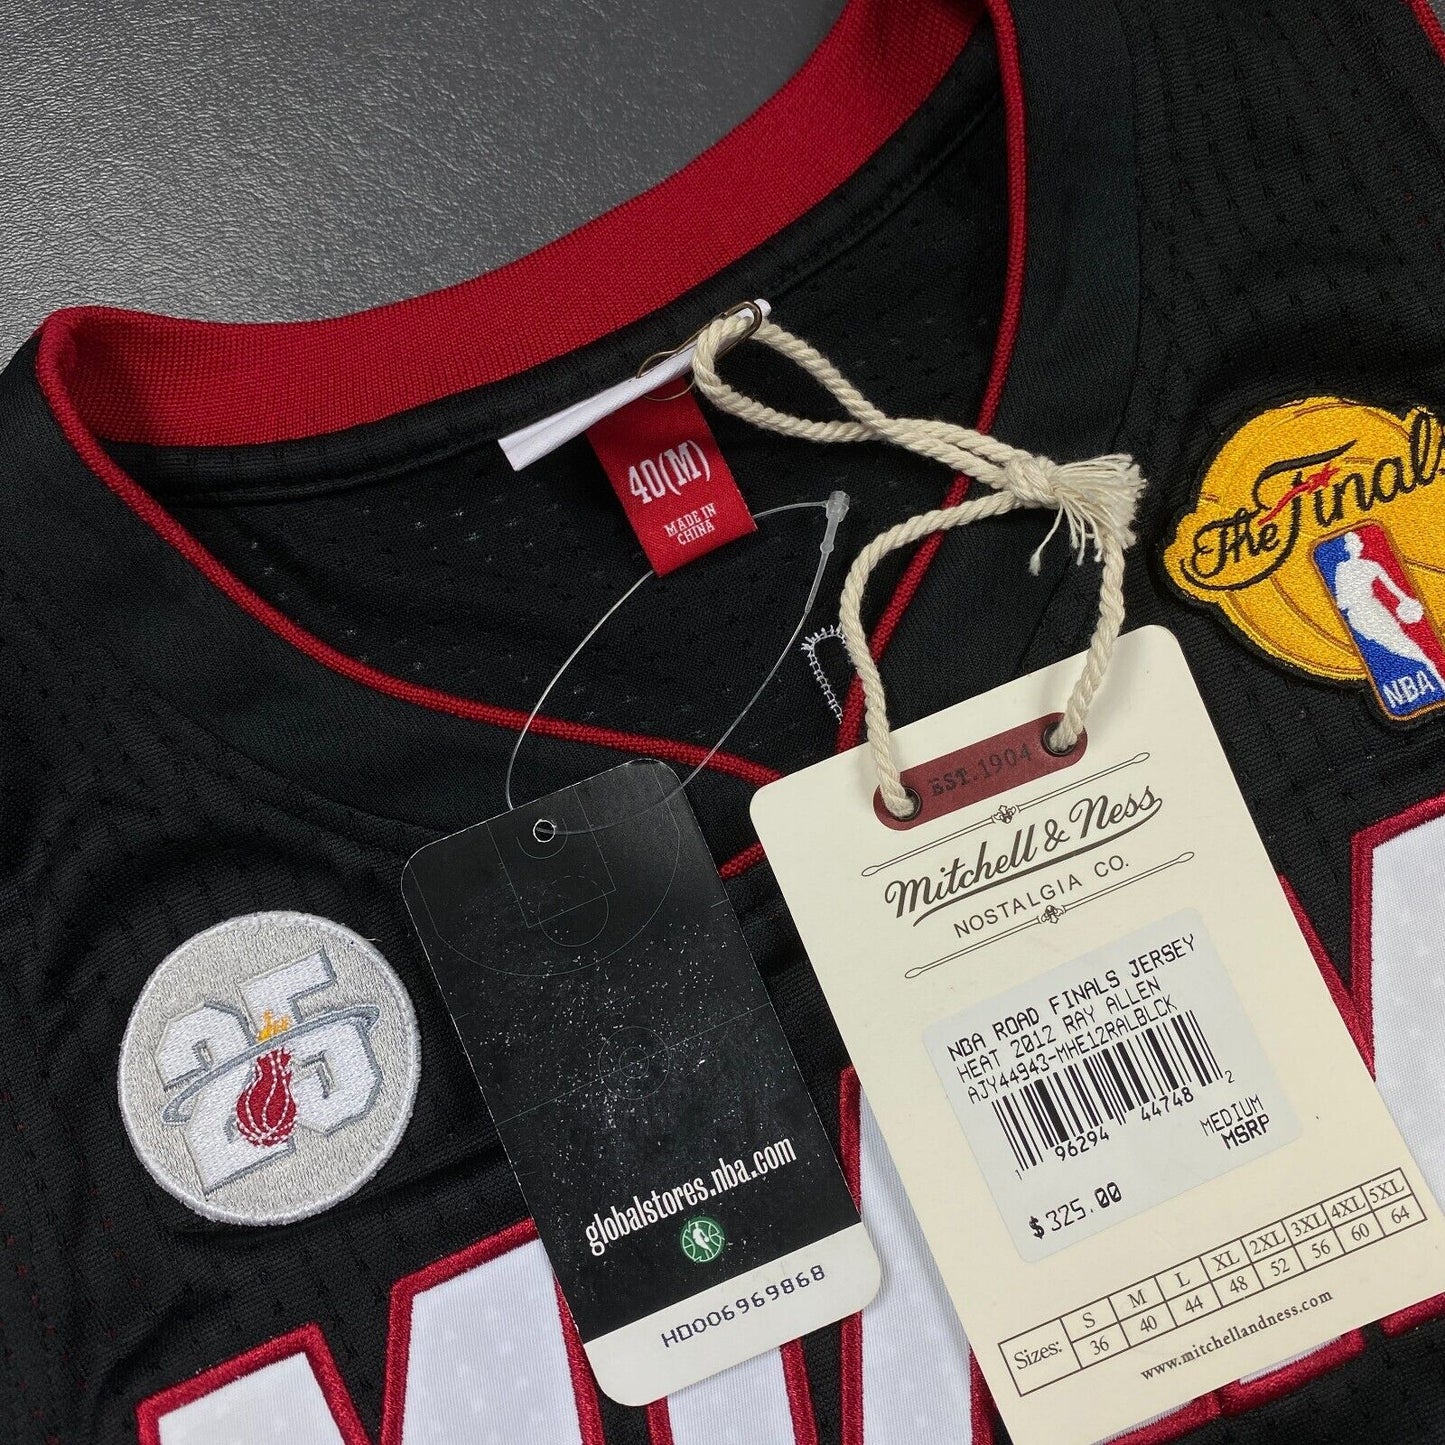 40(M)
MADE IN
CHINA
The Finals
NBA
25
globalstores.nba.com
HD006969868
EST. 1904
Mitchell & Ness
NOSTALGIA CO.
NBA ROAD FINALS JERSEY
HEAT 2012 RAY ALLEN
AJY44943-MHE12RALBLCK
1 96294 44748 2
MEDIUM
MSRP
$325.00
Sizes: S M L XL 2XL 3XL 4XL 5XL
36 40 44 48 52 56 60 64
www.mitchellandness.com